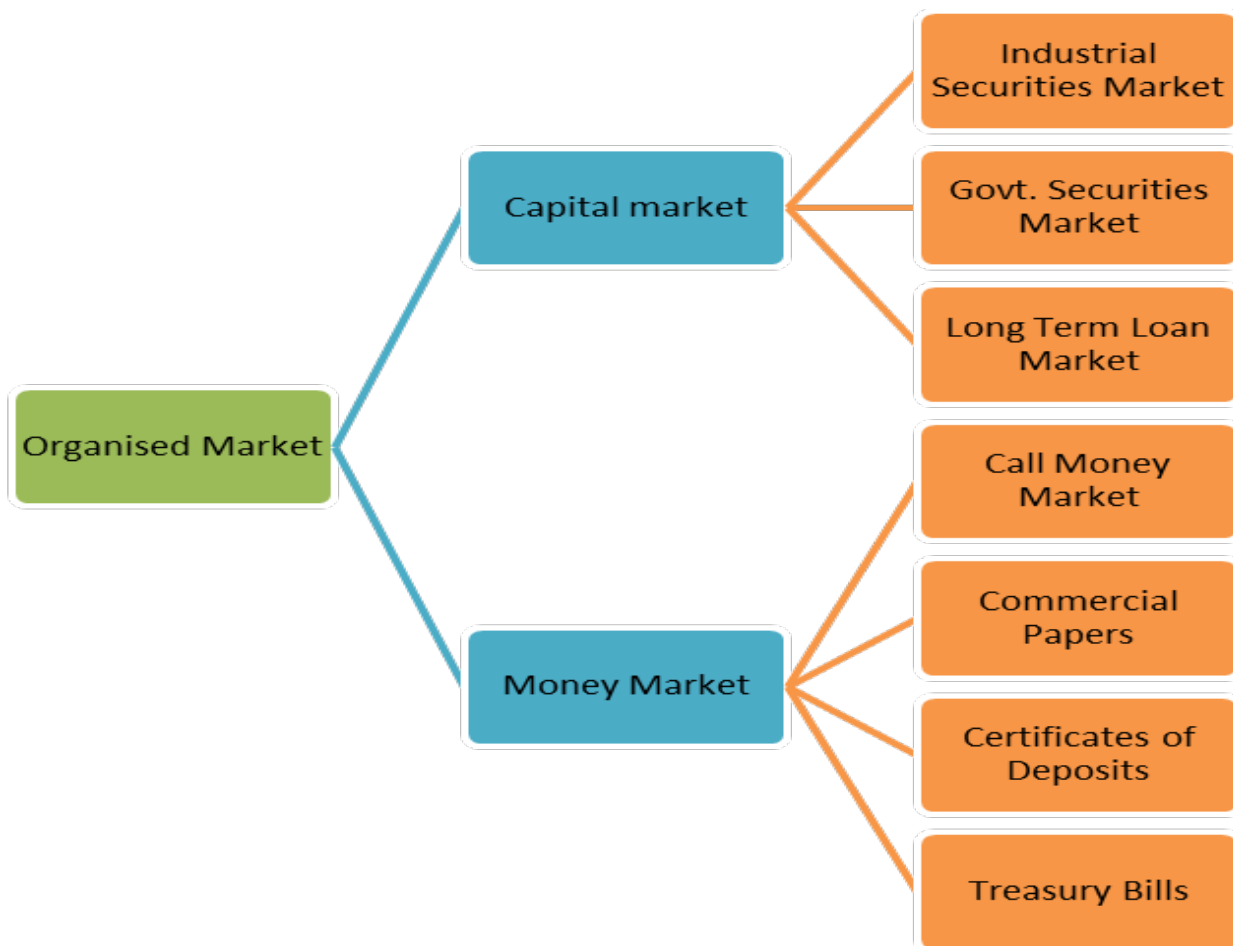 Industrial
Securities Market
Capital market
Govt. Securities
Market
Long Term Loan
Market
Organised Market
Call Money
Market
Commercial
Papers
Money Market
Certificates of
Deposits
Treasury Bills